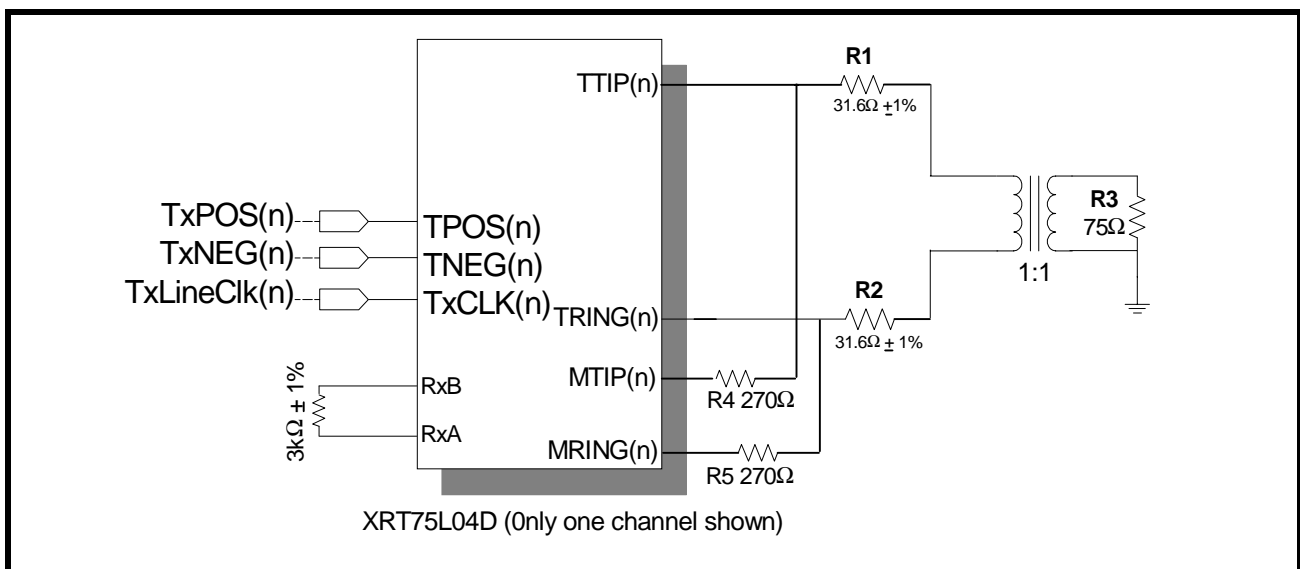 TTIP(n)
R1
31.6Ω ±1%
TxPOS(n)
TPOS(n)
TxNEG(n)
TNEG(n)
TxLineClk(n)
TxCLK(n)
R3
75Ω
1:1
TRING(n)
R2
31.6Ω ± 1%
MTIP(n)
R4 270Ω
3kΩ ± 1%
RxB
RxA
MRING(n)
R5 270Ω
XRT75L04D (0nly one channel shown)